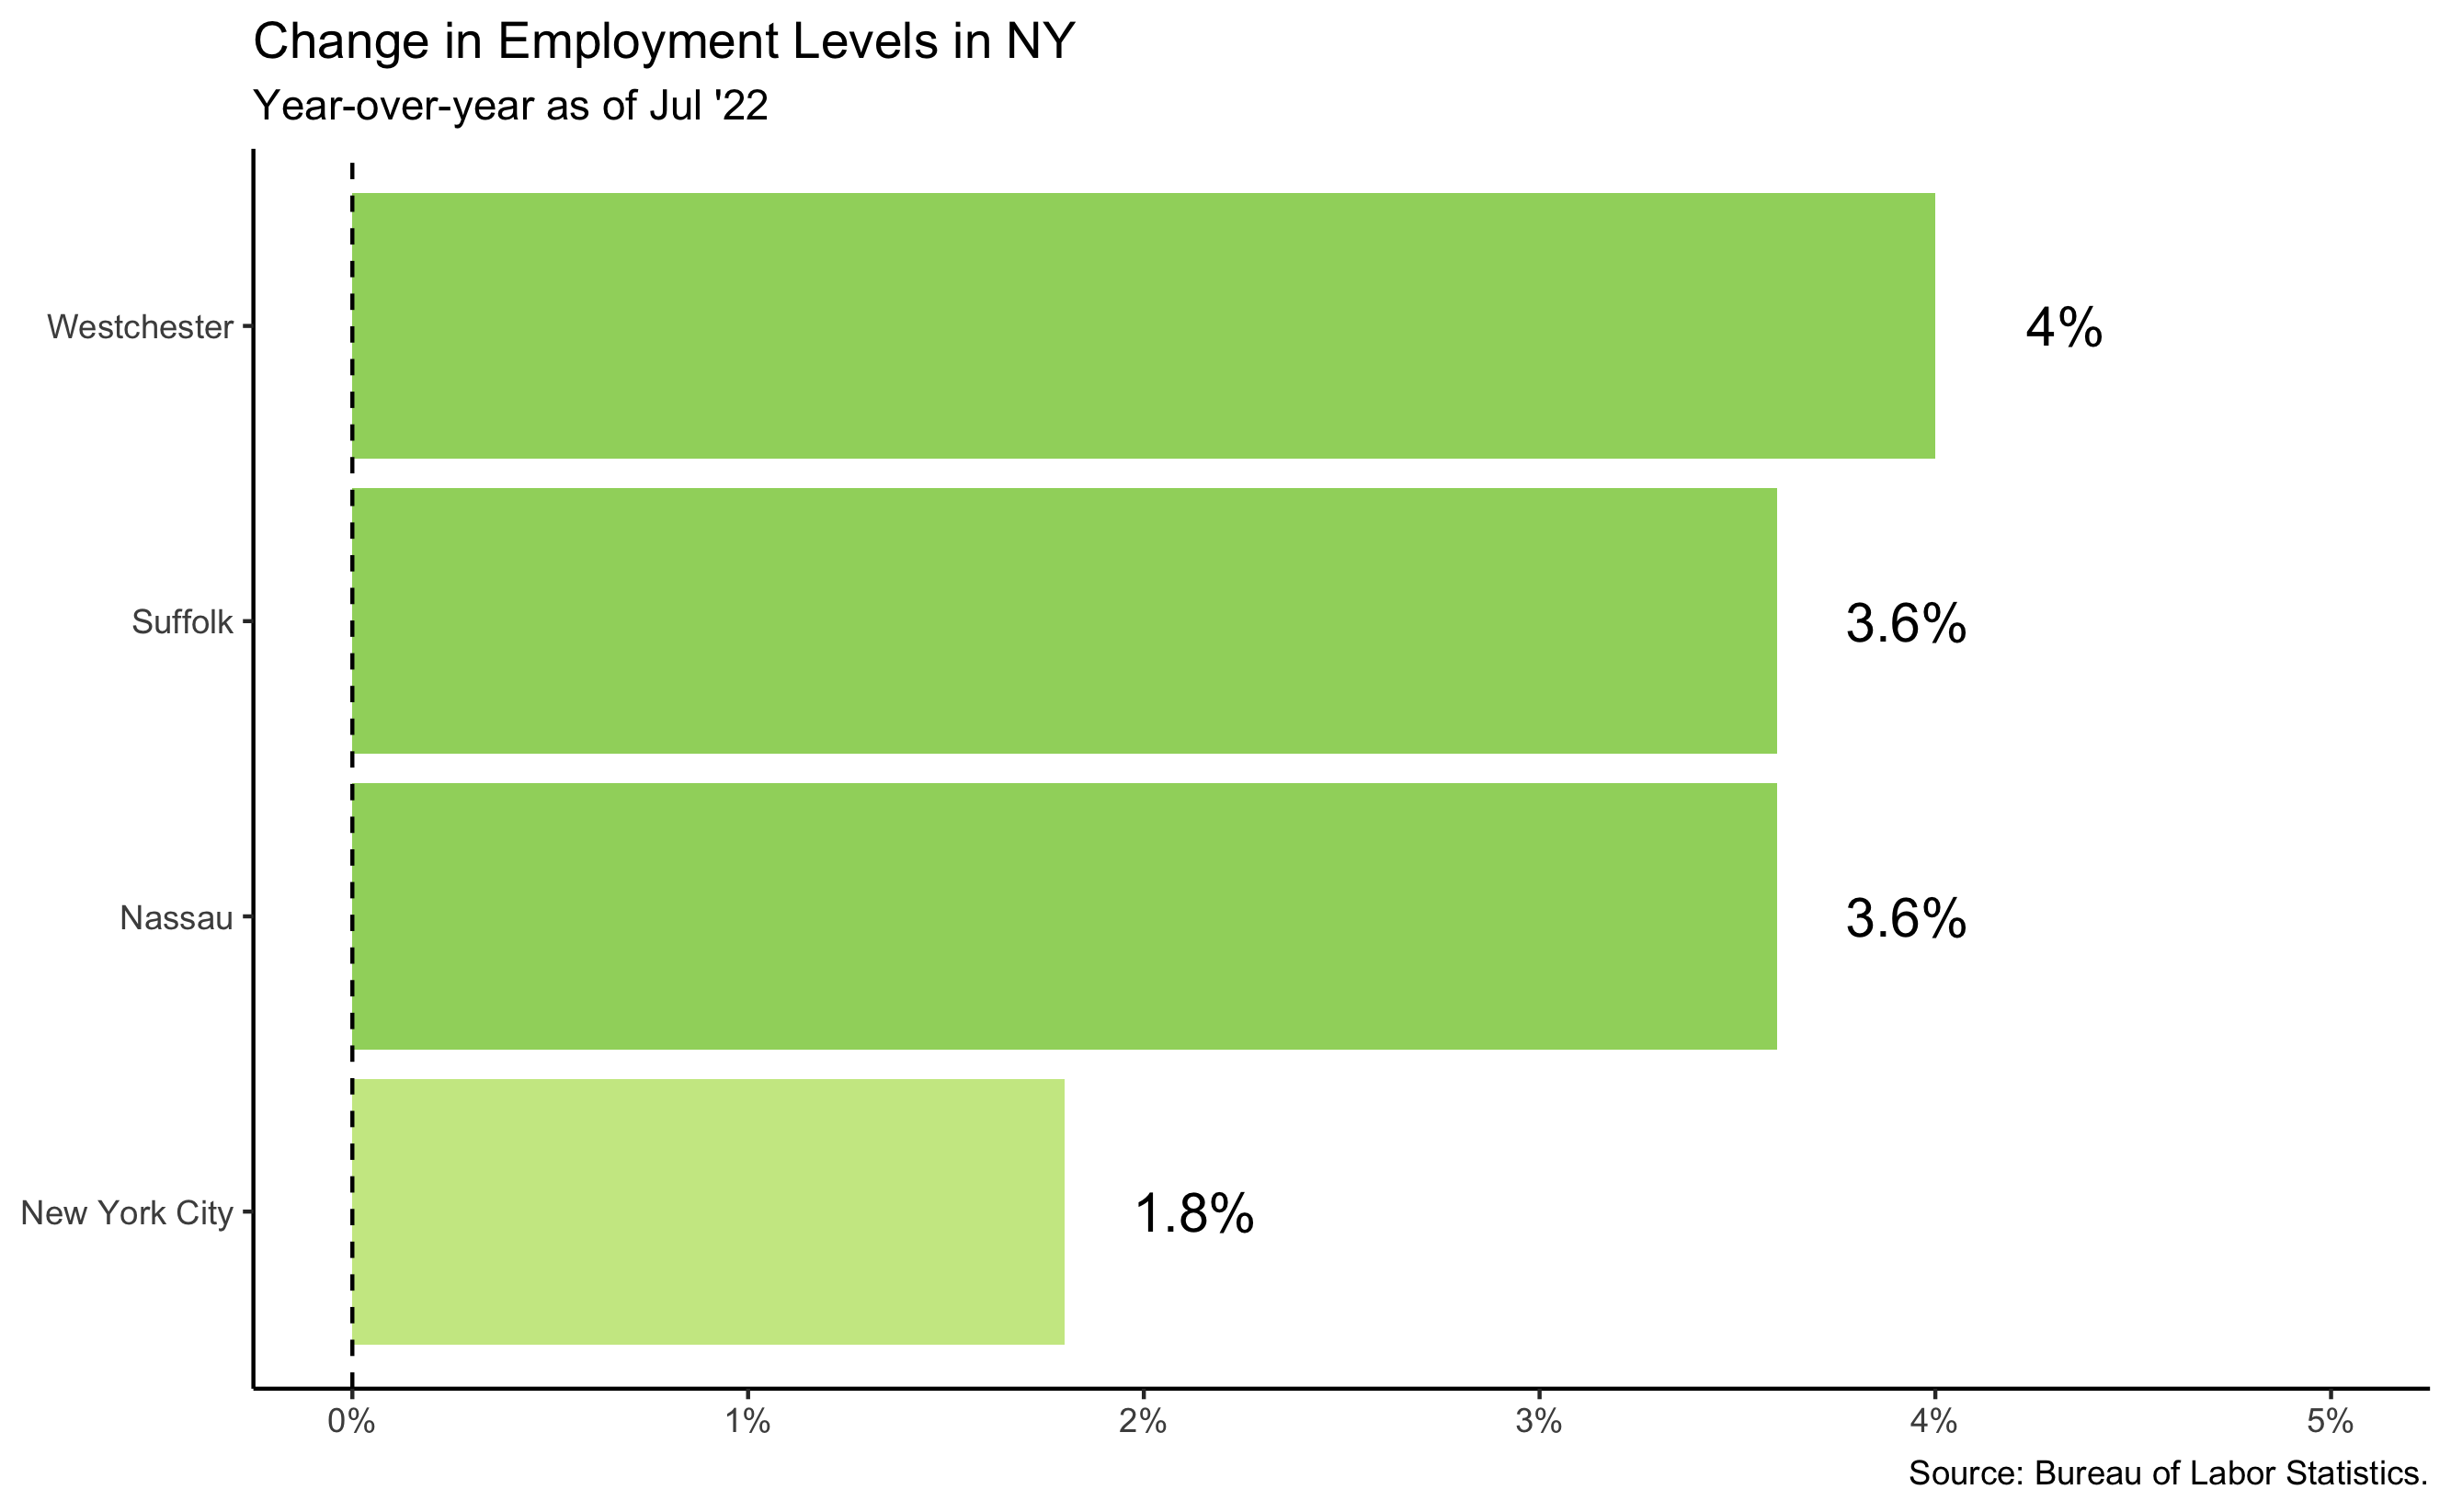 Change in Employment Levels in NY
Year-over-year as of Jul '22
Westchester
4%
Suffolk
3.6%
Nassau
3.6%
New York City
1.8%
0% 1% 2% 3% 4% 5%
Source: Bureau of Labor Statistics.